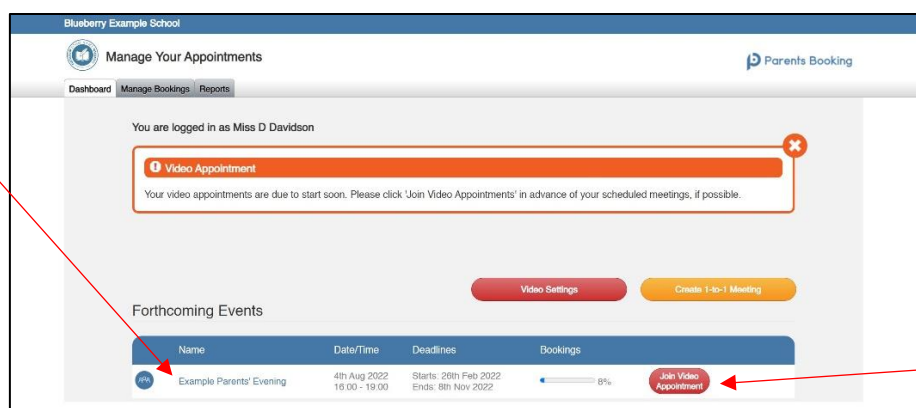 Blueberry Example School
Manage Your Appointments
Parents Booking
Dashboard Manage Bookings Reports
You are logged in as Miss D Davidson
Video Appointment
Your video appointments are due to start soon. Please click 'Join Video Appointments' in advance of your scheduled meetings, if possible.
Video Settings
Create 1-to-1 Meeting
Forthcoming Events
Name Date/Time Deadlines Bookings
APA Example Parents' Evening 4th Aug 2022 Starts: 26th Feb 2022 8% Join Video
16:00 - 19:00 Ends: 8th Nov 2022 Appointment